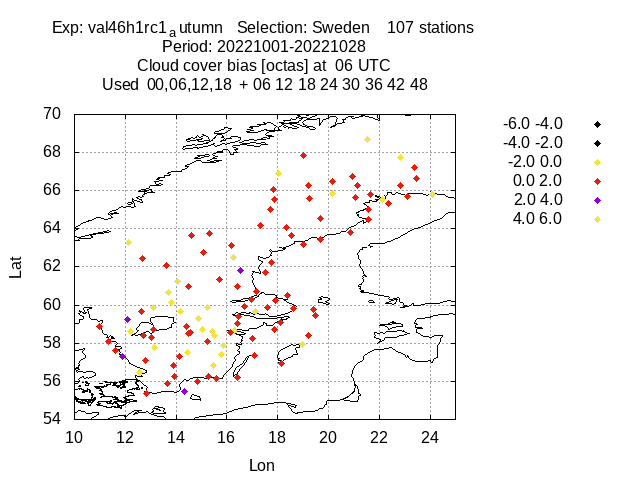 Exp: val46h1rc1_autumn   Selection: Sweden    107 stations
Period: 20221001-20221028
Cloud cover bias [octas] at  06 UTC
Used  00,06,12,18  + 06 12 18 24 30 36 42 48
-6.0 -4.0
-4.0 -2.0
-2.0 0.0
0.0 2.0
2.0 4.0
4.0 6.0
70
68
66
64
62
60
58
56
54
Lat
10 12 14 16 18 20 22 24
Lon